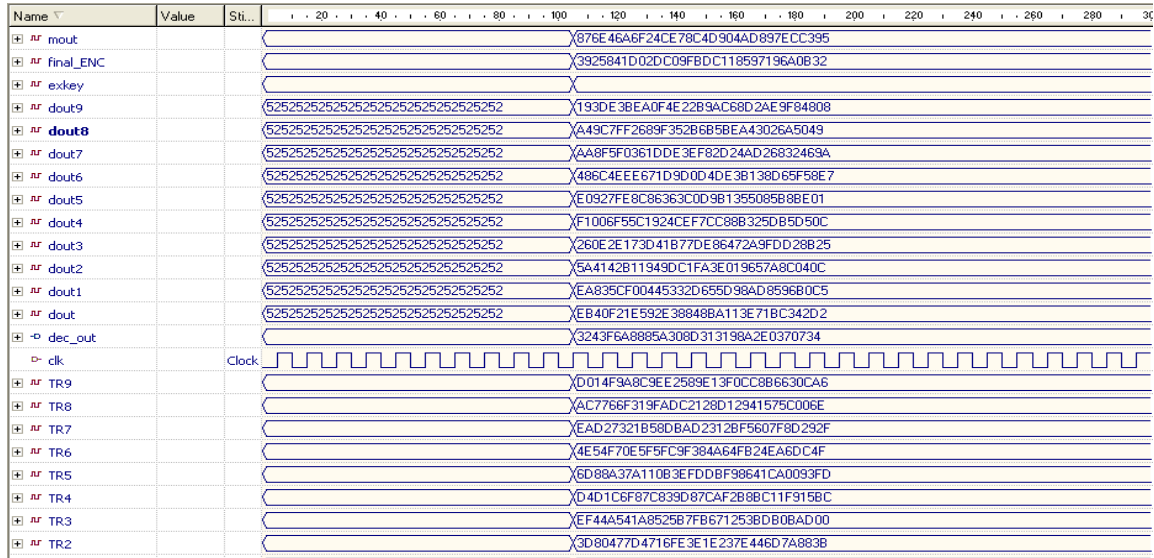 Name Value Sti... 20 40 60 80 100 120 140 160 180 200 220 240 260 280 30
mout 876E46A6F24CE78C4D904AD897ECC395
final_ENC 3925841D02DC09FBDC118597196A0B32
exkey
dout9 52525252525252525252525252525252 193DE3BEA0F4E22B9AC68D2AE9F84808
dout8 52525252525252525252525252525252 A49C7FF2689F352B6B5BEA43026A5049
dout7 52525252525252525252525252525252 AA8F5F0361DDE3EF82D24AD26832469A
dout6 52525252525252525252525252525252 486C4EEE671D9D0D4DE3B138D65F58E7
dout5 52525252525252525252525252525252 E0927FE8C86363C0D9B1355085B8BE01
dout4 52525252525252525252525252525252 F1006F55C1924CEF7CC88B325DB5D50C
dout3 52525252525252525252525252525252 260E2E173D41B77DE86472A9FDD28B25
dout2 52525252525252525252525252525252 5A4142B11949DC1FA3E019657A8C040C
dout1 52525252525252525252525252525252 EA835CF00445332D655D98AD8596B0C5
dout 52525252525252525252525252525252 EB40F21E592E38848BA113E71BC342D2
dec_out 3243F6A8885A308D313198A2E0370734
clk Clock
TR9 D014F9A8C9EE2589E13F0CC8B6630CA6
TR8 AC7766F319FADC2128D12941575C006E
TR7 EAD27321B58DBAD2312BF5607F8D292F
TR6 4E54F70E5F5FC9F384A64FB24EA6DC4F
TR5 6D88A37A110B3EFDDBF98641CA0093FD
TR4 D4D1C6F87C839D87CAF2B8BC11F915BC
TR3 EF44A541A8525B7FB671253BDB0BAD00
TR2 3D80477D4716FE3E1E237E446D7A883B